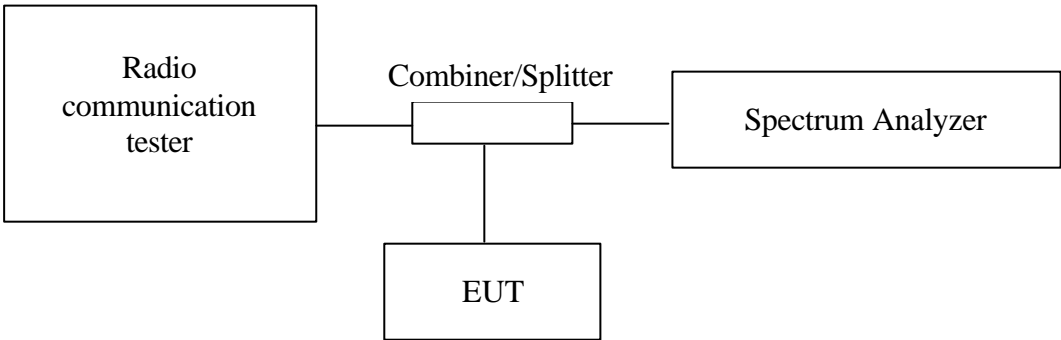 Radio
communication
tester
Combiner/Splitter
Spectrum Analyzer
EUT